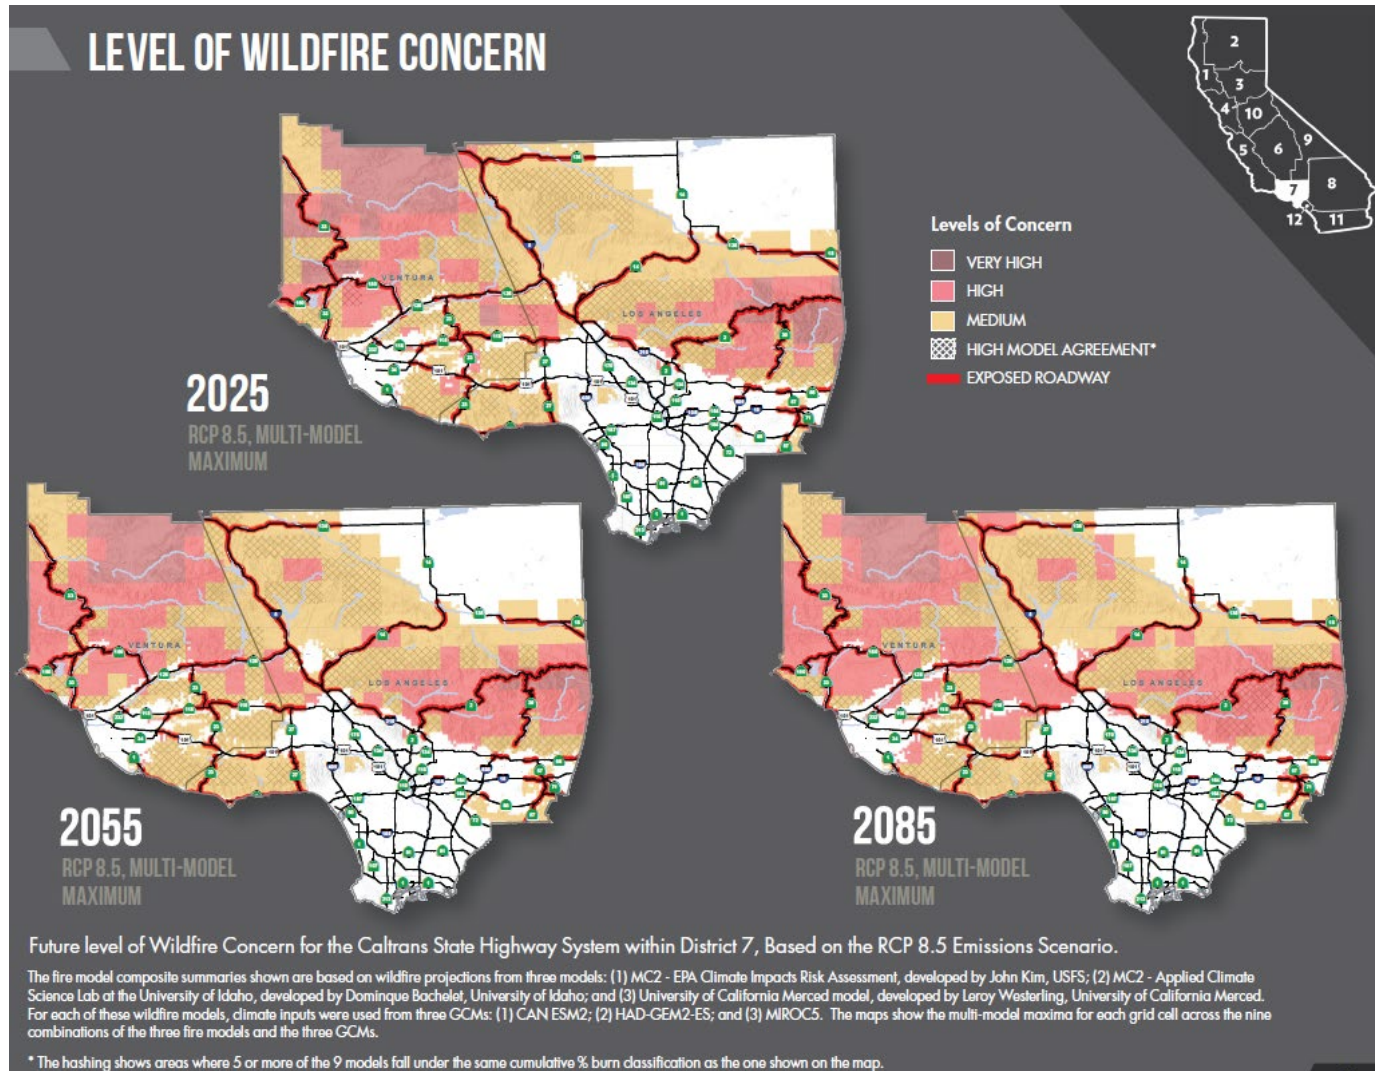 LEVEL OF WILDFIRE CONCERN
2
1
3
4
10
9
5
6
8
7
12
11
Levels of Concern
VERY HIGH
HIGH
MEDIUM
HIGH MODEL AGREEMENT*
EXPOSED ROADWAY
VENTURA
LOS ANGELES
2025
RCP 8.5, MULTI-MODEL
MAXIMUM
VENTURA
LOS ANGELES
2055
RCP 8.5, MULTI-MODEL
MAXIMUM
VENTURA
LOS ANGELES
2085
RCP 8.5, MULTI-MODEL
MAXIMUM
Future level of Wildfire Concern for the Caltrans State Highway System within District 7, Based on the RCP 8.5 Emissions Scenario.
The fire model composite summaries shown are based on wildfire projections from three models: (1) MC2 - EPA Climate Impacts Risk Assessment, developed by John Kim, USFS; (2) MC2 - Applied Climate
Science Lab at the University of Idaho, developed by Dominque Bachelet, University of Idaho; and (3) University of California Merced model, developed by Leroy Westerling, University of California Merced.
For each of these wildfire models, climate inputs were used from three GCMs: (1) CAN ESM2; (2) HAD-GEM2-ES; and (3) MIROC5. The maps show the multi-model maxima for each grid cell across the nine
combinations of the three fire models and the three GCMs.
* The hashing shows areas where 5 or more of the 9 models fall under the same cumulative % burn classification as the one shown on the map.